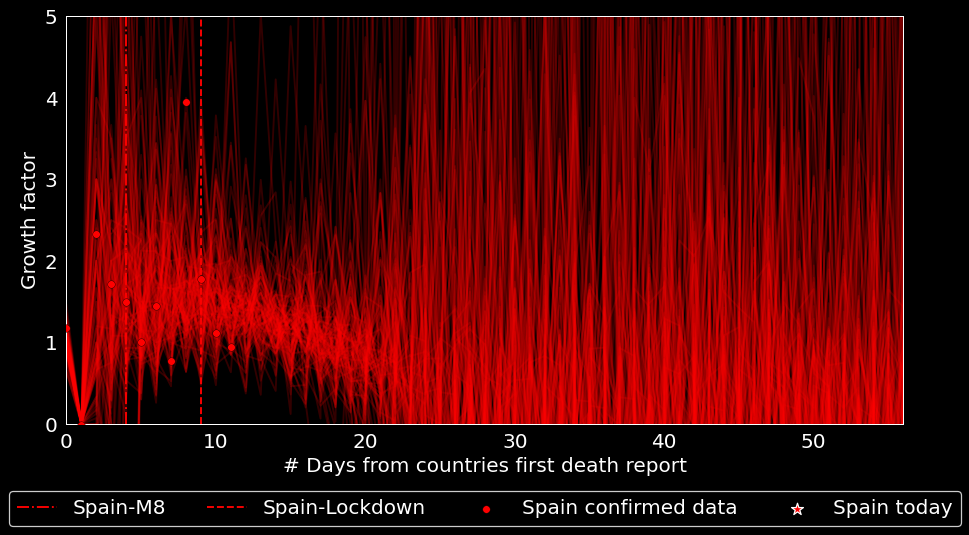 5
4
3
2
1
0
Growth factor
0 10 20 30 40 50
# Days from countries first death report
Spain-M8 Spain-Lockdown Spain confirmed data Spain today